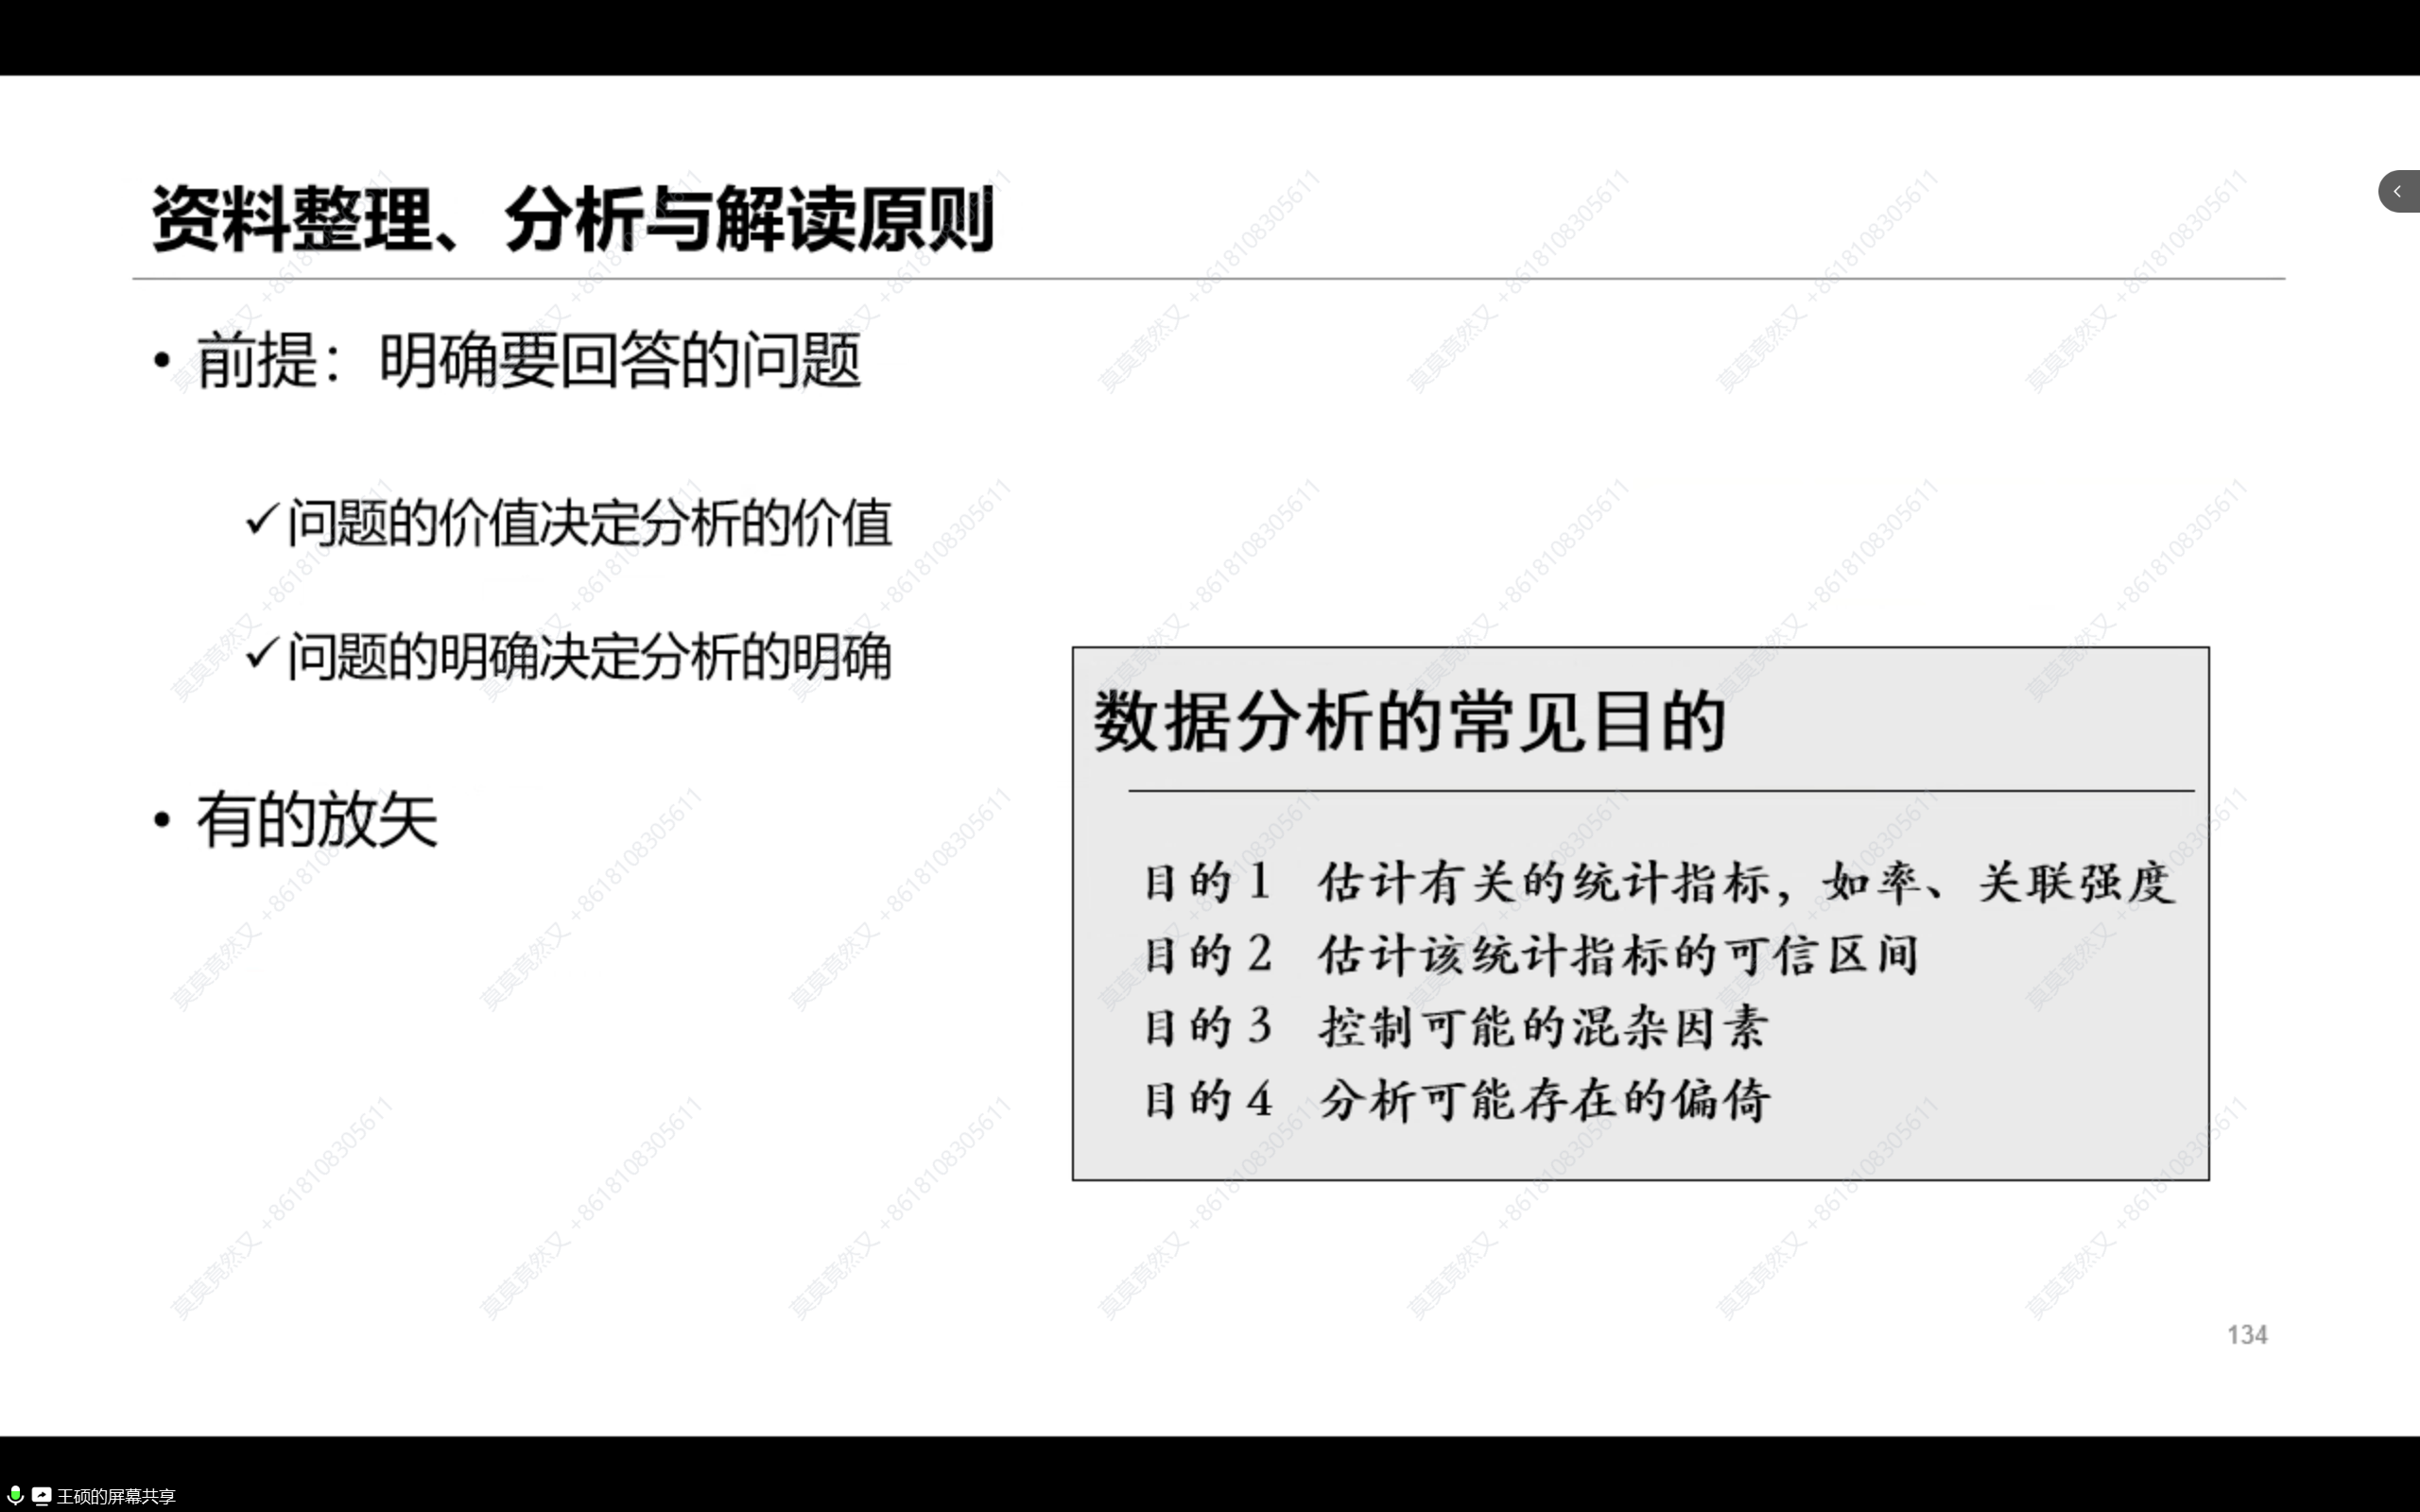 资料整理、分析与解读原则
• 前提：明确要回答的问题
✓问题的价值决定分析的价值
✓问题的明确决定分析的明确
• 有的放矢
数据分析的常见目的
目的 1 估计有关的统计指标，如率、关联强度
目的 2 估计该统计指标的可信区间
目的 3 控制可能的混杂因素
目的 4 分析可能存在的偏倚
134
王硕的屏幕共享
莫莫竟然又 +8618108305611